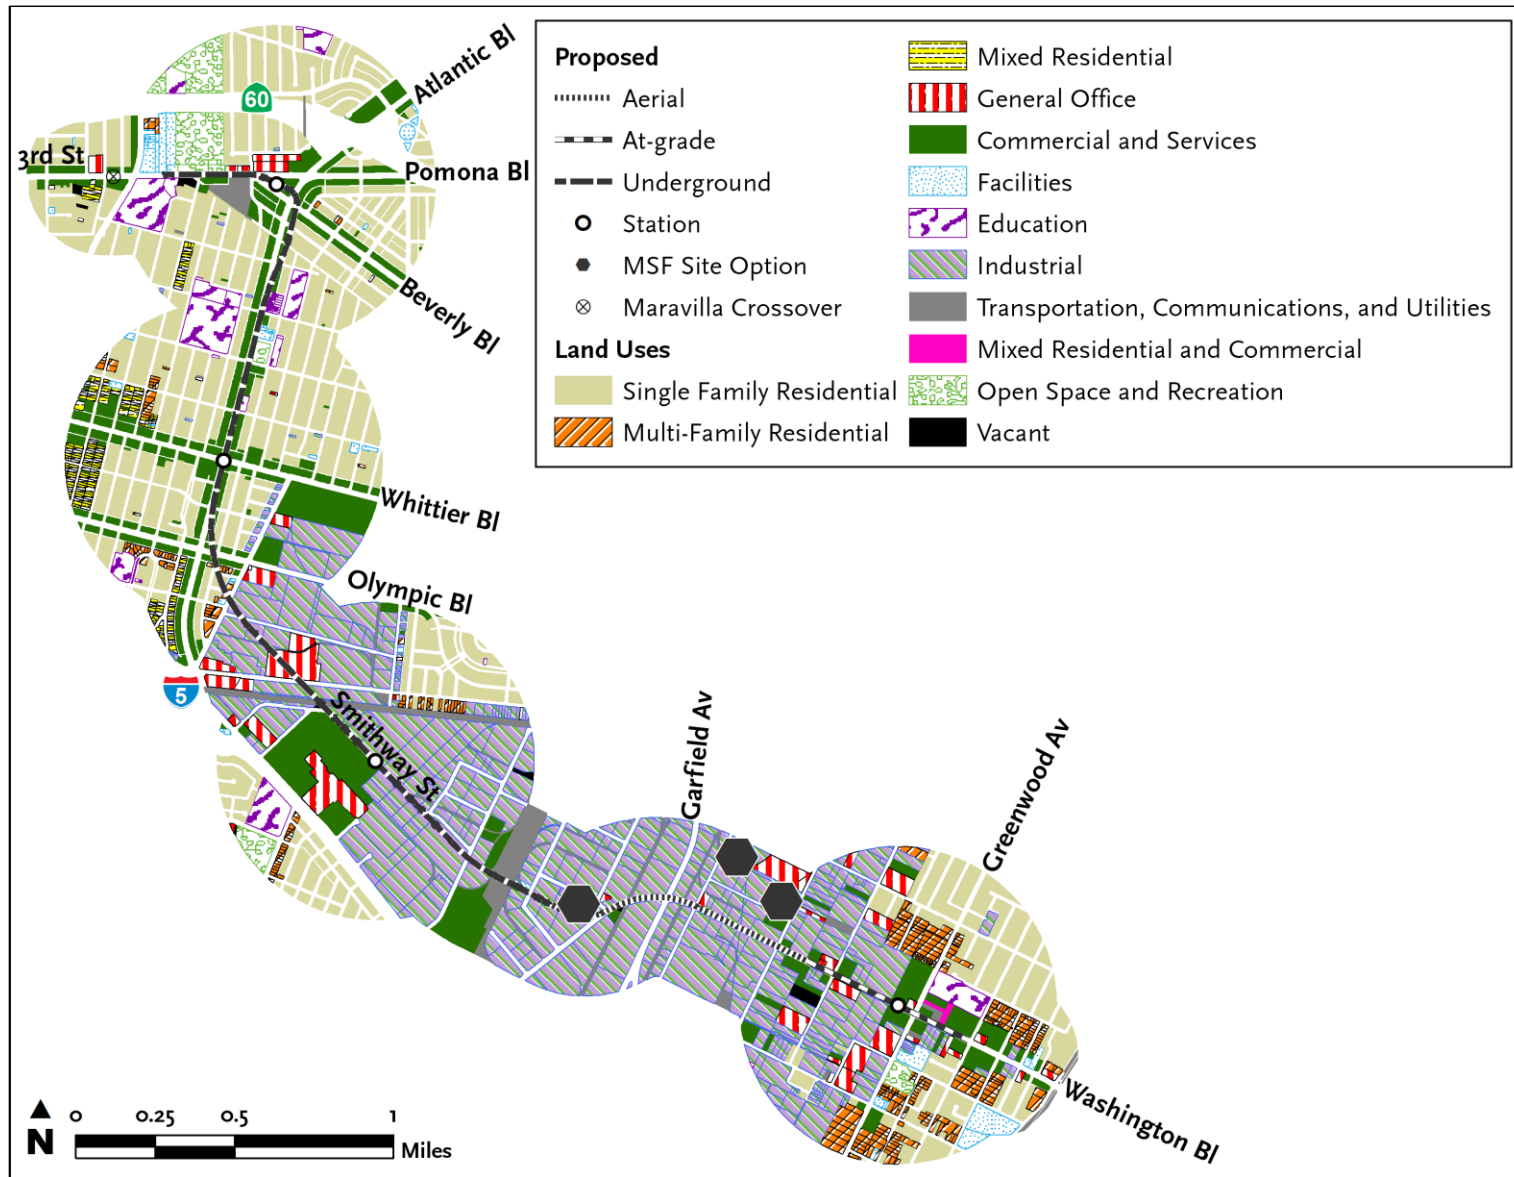 Atlantic Bl
60
3rd St
Pomona Bl
Beverly Bl
Whittier Bl
Olympic Bl
5
Smithway St
Garfield Av
Greenwood Av
Washington Bl
Proposed
Aerial
At-grade
Underground
Station
MSF Site Option
Maravilla Crossover
Land Uses
Single Family Residential
Multi-Family Residential
Mixed Residential
General Office
Commercial and Services
Facilities
Education
Industrial
Transportation, Communications, and Utilities
Mixed Residential and Commercial
Open Space and Recreation
Vacant
N
0 0.25 0.5 1
Miles